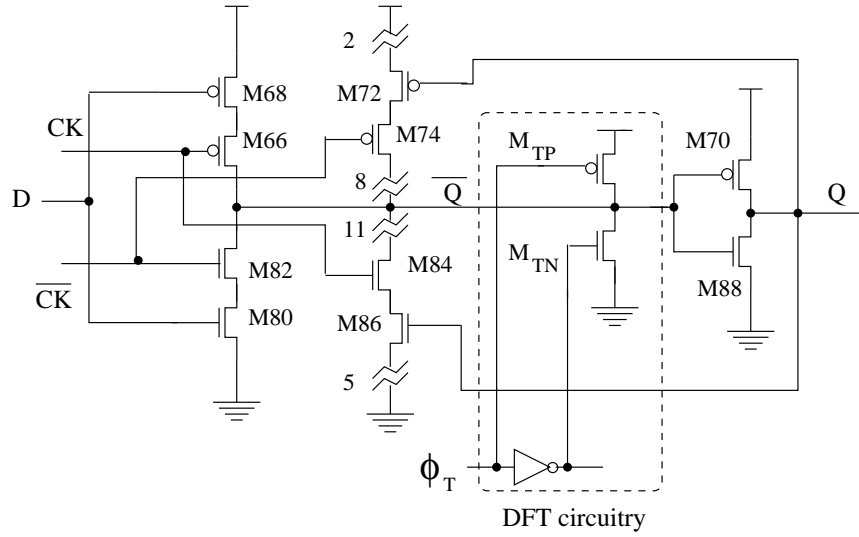 2
M68
M72
CK
M66
M74
M_TP
M70
D
8
Q̅
Q
11
M82
M84
M_TN
C̅K̅
M80
M86
M88
5
ϕ_T
DFT circuitry